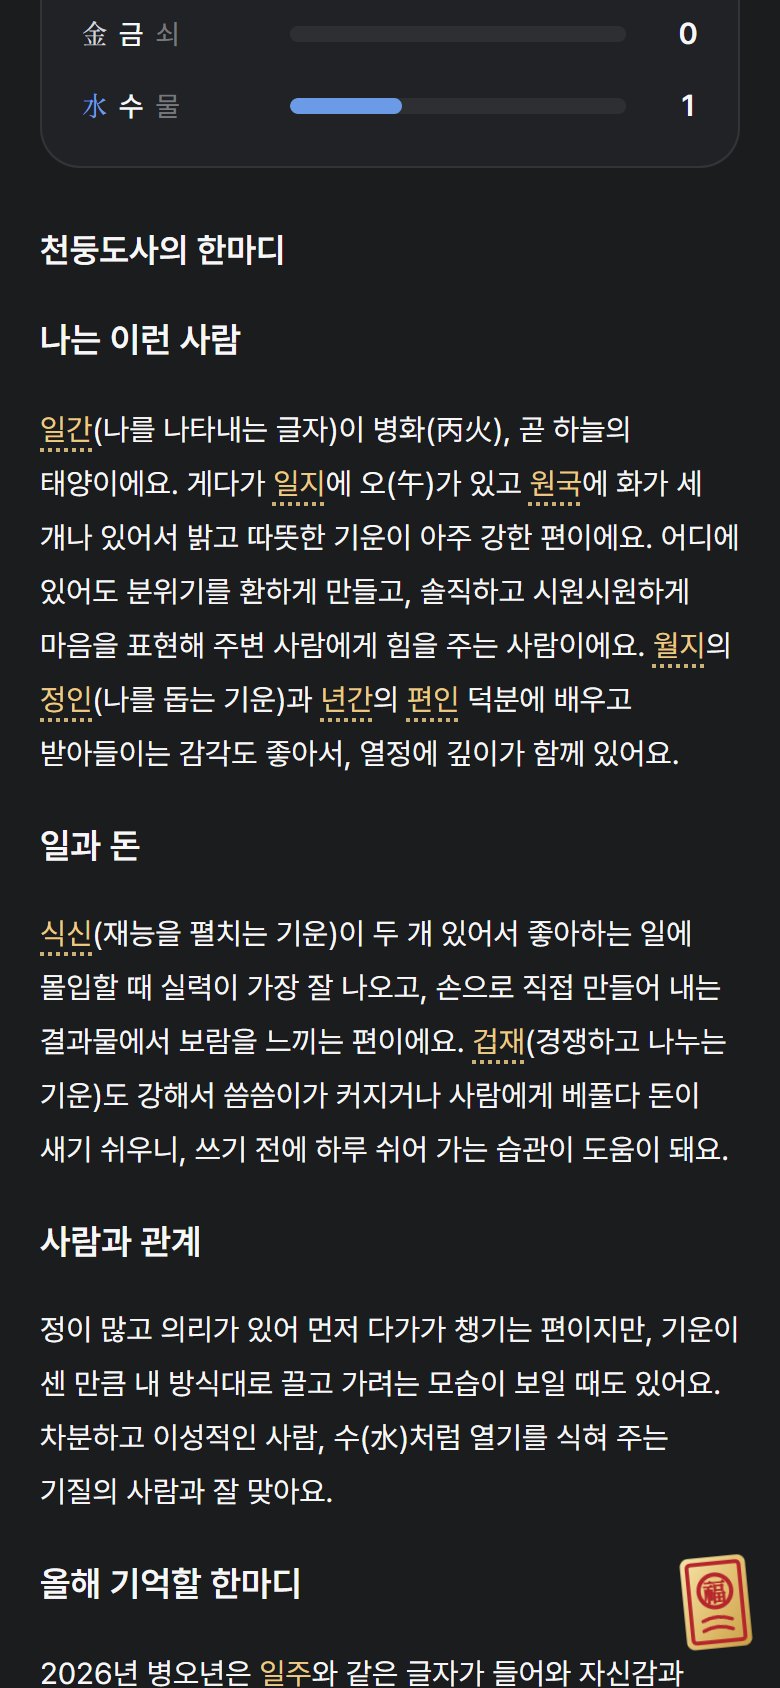 金 금 쇠 0
水 수 물 1
천둥도사의 한마디
나는 이런 사람
일간(나를 나타내는 글자)이 병화(丙火), 곧 하늘의
태양이에요. 게다가 일지에 오(午)가 있고 원국에 화가 세
개나 있어서 밝고 따뜻한 기운이 아주 강한 편이에요. 어디에
있어도 분위기를 환하게 만들고, 솔직하고 시원시원하게
마음을 표현해 주변 사람에게 힘을 주는 사람이에요. 월지의
정인(나를 돕는 기운)과 년간의 편인 덕분에 배우고
받아들이는 감각도 좋아서, 열정에 깊이가 함께 있어요.
일과 돈
식신(재능을 펼치는 기운)이 두 개 있어서 좋아하는 일에
몰입할 때 실력이 가장 잘 나오고, 손으로 직접 만들어 내는
결과물에서 보람을 느끼는 편이에요. 겁재(경쟁하고 나누는
기운)도 강해서 씀씀이가 커지거나 사람에게 베풀다 돈이
새기 쉬우니, 쓰기 전에 하루 쉬어 가는 습관이 도움이 돼요.
사람과 관계
정이 많고 의리가 있어 먼저 다가가 챙기는 편이지만, 기운이
센 만큼 내 방식대로 끌고 가려는 모습이 보일 때도 있어요.
차분하고 이성적인 사람, 수(水)처럼 열기를 식혀 주는
기질의 사람과 잘 맞아요.
올해 기억할 한마디
福
2026년 병오년은 일주와 같은 글자가 들어와 자신감과